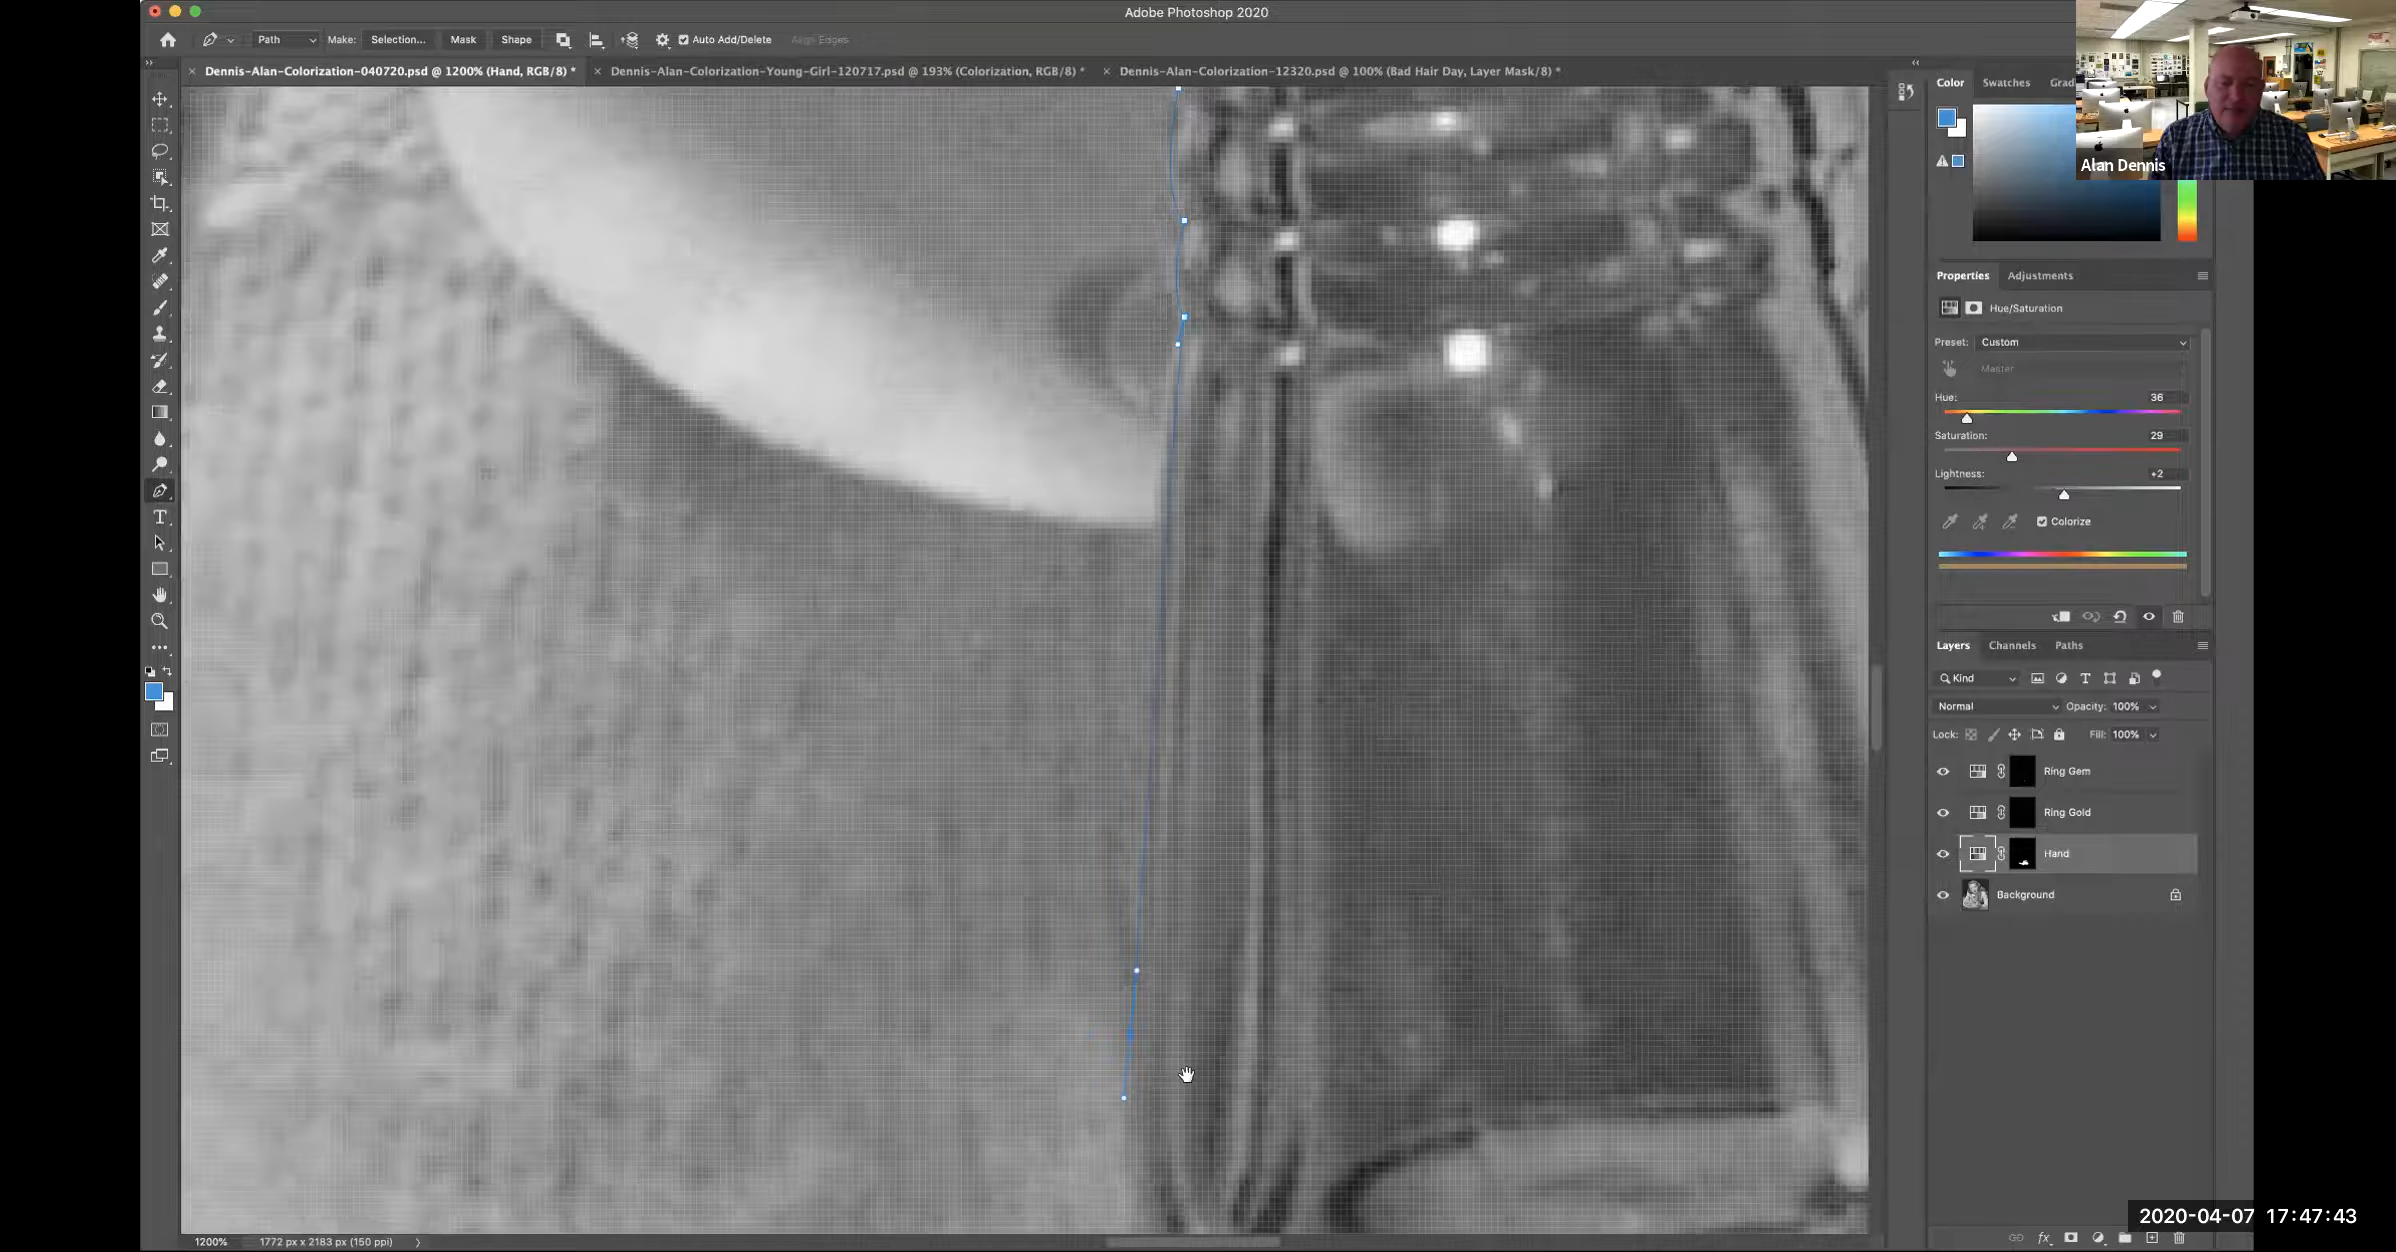 Adobe Photoshop 2020
Path Make: Selection... Mask Shape Auto Add/Delete Align Edges
Dennis-Alan-Colorization-040720.psd @ 1200% (Hand, RGB/8) * Dennis-Alan-Colorization-Young-Girl-120717.psd @ 193% (Colorization, RGB/8) * Dennis-Alan-Colorization-12320.psd @ 100% (Bad Hair Day, Layer Mask/8) *
Color Swatches Grad
Alan Dennis
Properties Adjustments
Hue/Saturation
Preset: Custom
Master
Hue: 36
Saturation: 29
Lightness: +2
Colorize
Layers Channels Paths
Kind
Normal Opacity: 100%
Lock: Fill: 100%
Ring Gem
Ring Gold
Hand
Background
2020-04-07 17:47:43
1200% 1772 px x 2183 px (150 ppi)